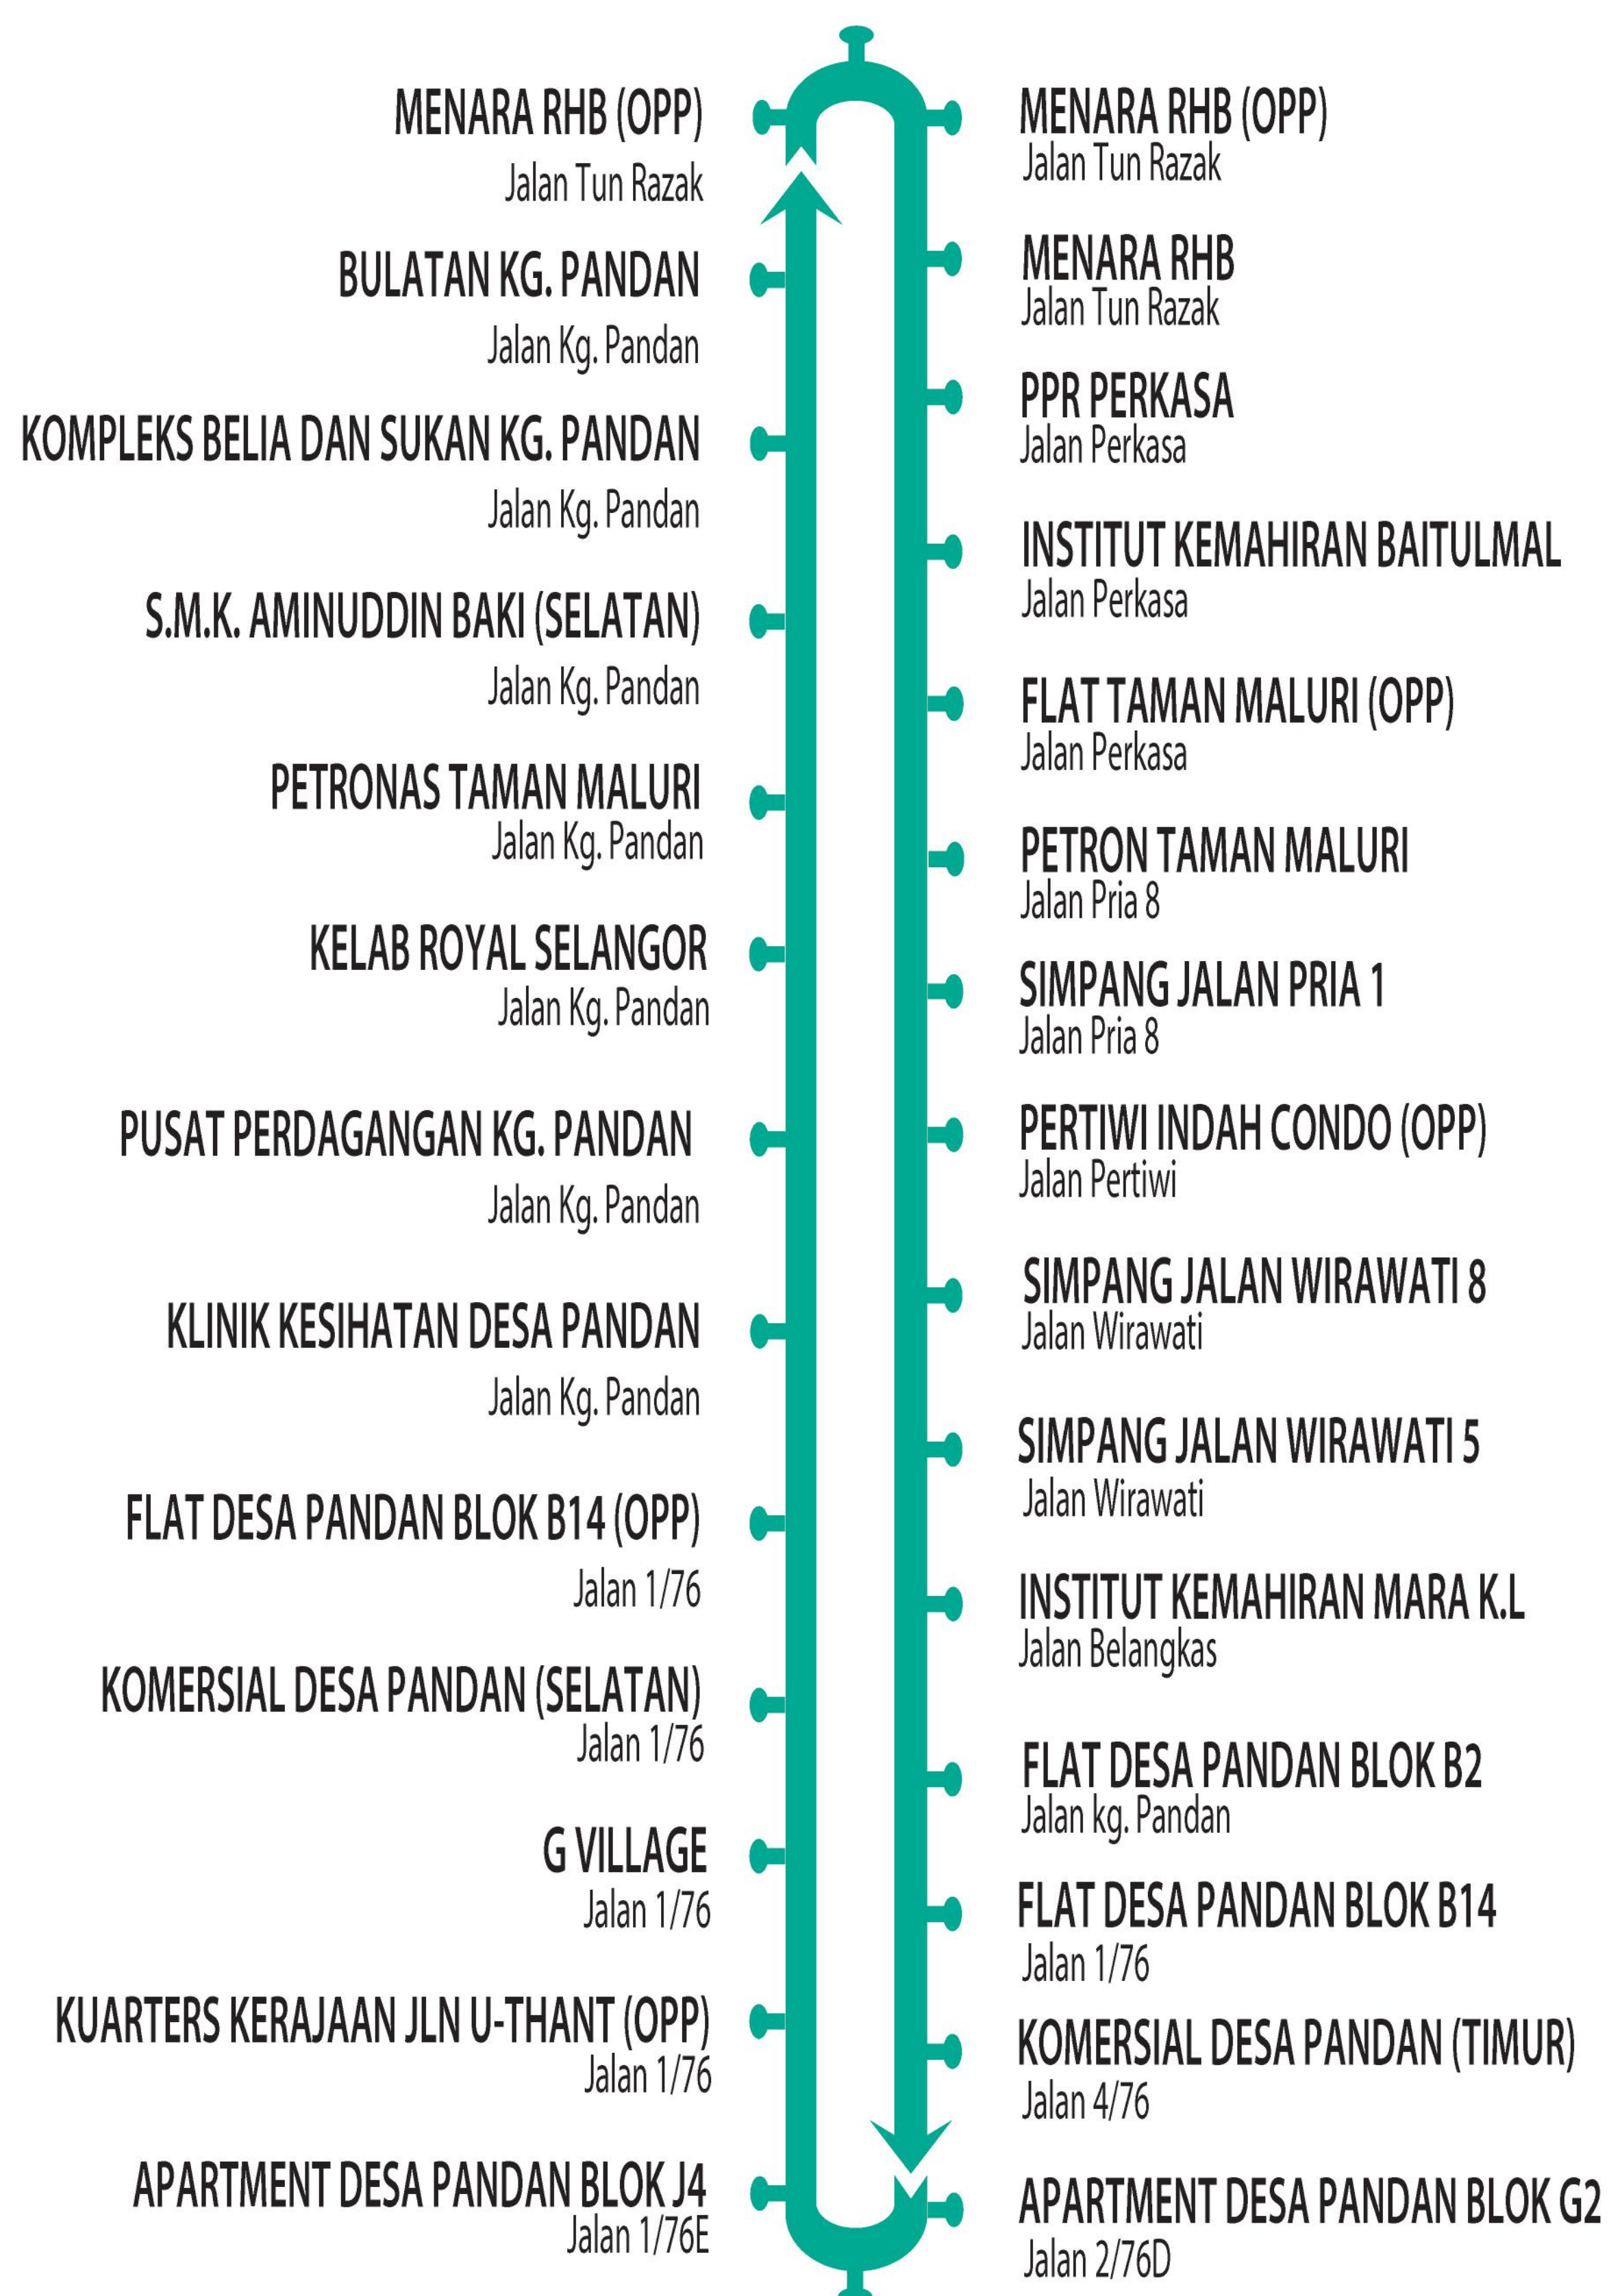 MENARA RHB (OPP)
Jalan Tun Razak
BULATAN KG. PANDAN
Jalan Kg. Pandan
KOMPLEKS BELIA DAN SUKAN KG. PANDAN
Jalan Kg. Pandan
S.M.K. AMINUDDIN BAKI (SELATAN)
Jalan Kg. Pandan
PETRONAS TAMAN MALURI
Jalan Kg. Pandan
KELAB ROYAL SELANGOR
Jalan Kg. Pandan
PUSAT PERDAGANGAN KG. PANDAN
Jalan Kg. Pandan
KLINIK KESIHATAN DESA PANDAN
Jalan Kg. Pandan
FLAT DESA PANDAN BLOK B14 (OPP)
Jalan 1/76
KOMERSIAL DESA PANDAN (SELATAN)
Jalan 1/76
G VILLAGE
Jalan 1/76
KUARTERS KERAJAAN JLN U-THANT (OPP)
Jalan 1/76
APARTMENT DESA PANDAN BLOK J4
Jalan 1/76E
MENARA RHB (OPP)
Jalan Tun Razak
MENARA RHB
Jalan Tun Razak
PPR PERKASA
Jalan Perkasa
INSTITUT KEMAHIRAN BAITULMAL
Jalan Perkasa
FLAT TAMAN MALURI (OPP)
Jalan Perkasa
PETRON TAMAN MALURI
Jalan Pria 8
SIMPANG JALAN PRIA 1
Jalan Pria 8
PERTIWI INDAH CONDO (OPP)
Jalan Pertiwi
SIMPANG JALAN WIRAWATI 8
Jalan Wirawati
SIMPANG JALAN WIRAWATI 5
Jalan Wirawati
INSTITUT KEMAHIRAN MARA K.L
Jalan Belangkas
FLAT DESA PANDAN BLOK B2
Jalan kg. Pandan
FLAT DESA PANDAN BLOK B14
Jalan 1/76
KOMERSIAL DESA PANDAN (TIMUR)
Jalan 4/76
APARTMENT DESA PANDAN BLOK G2
Jalan 2/76D